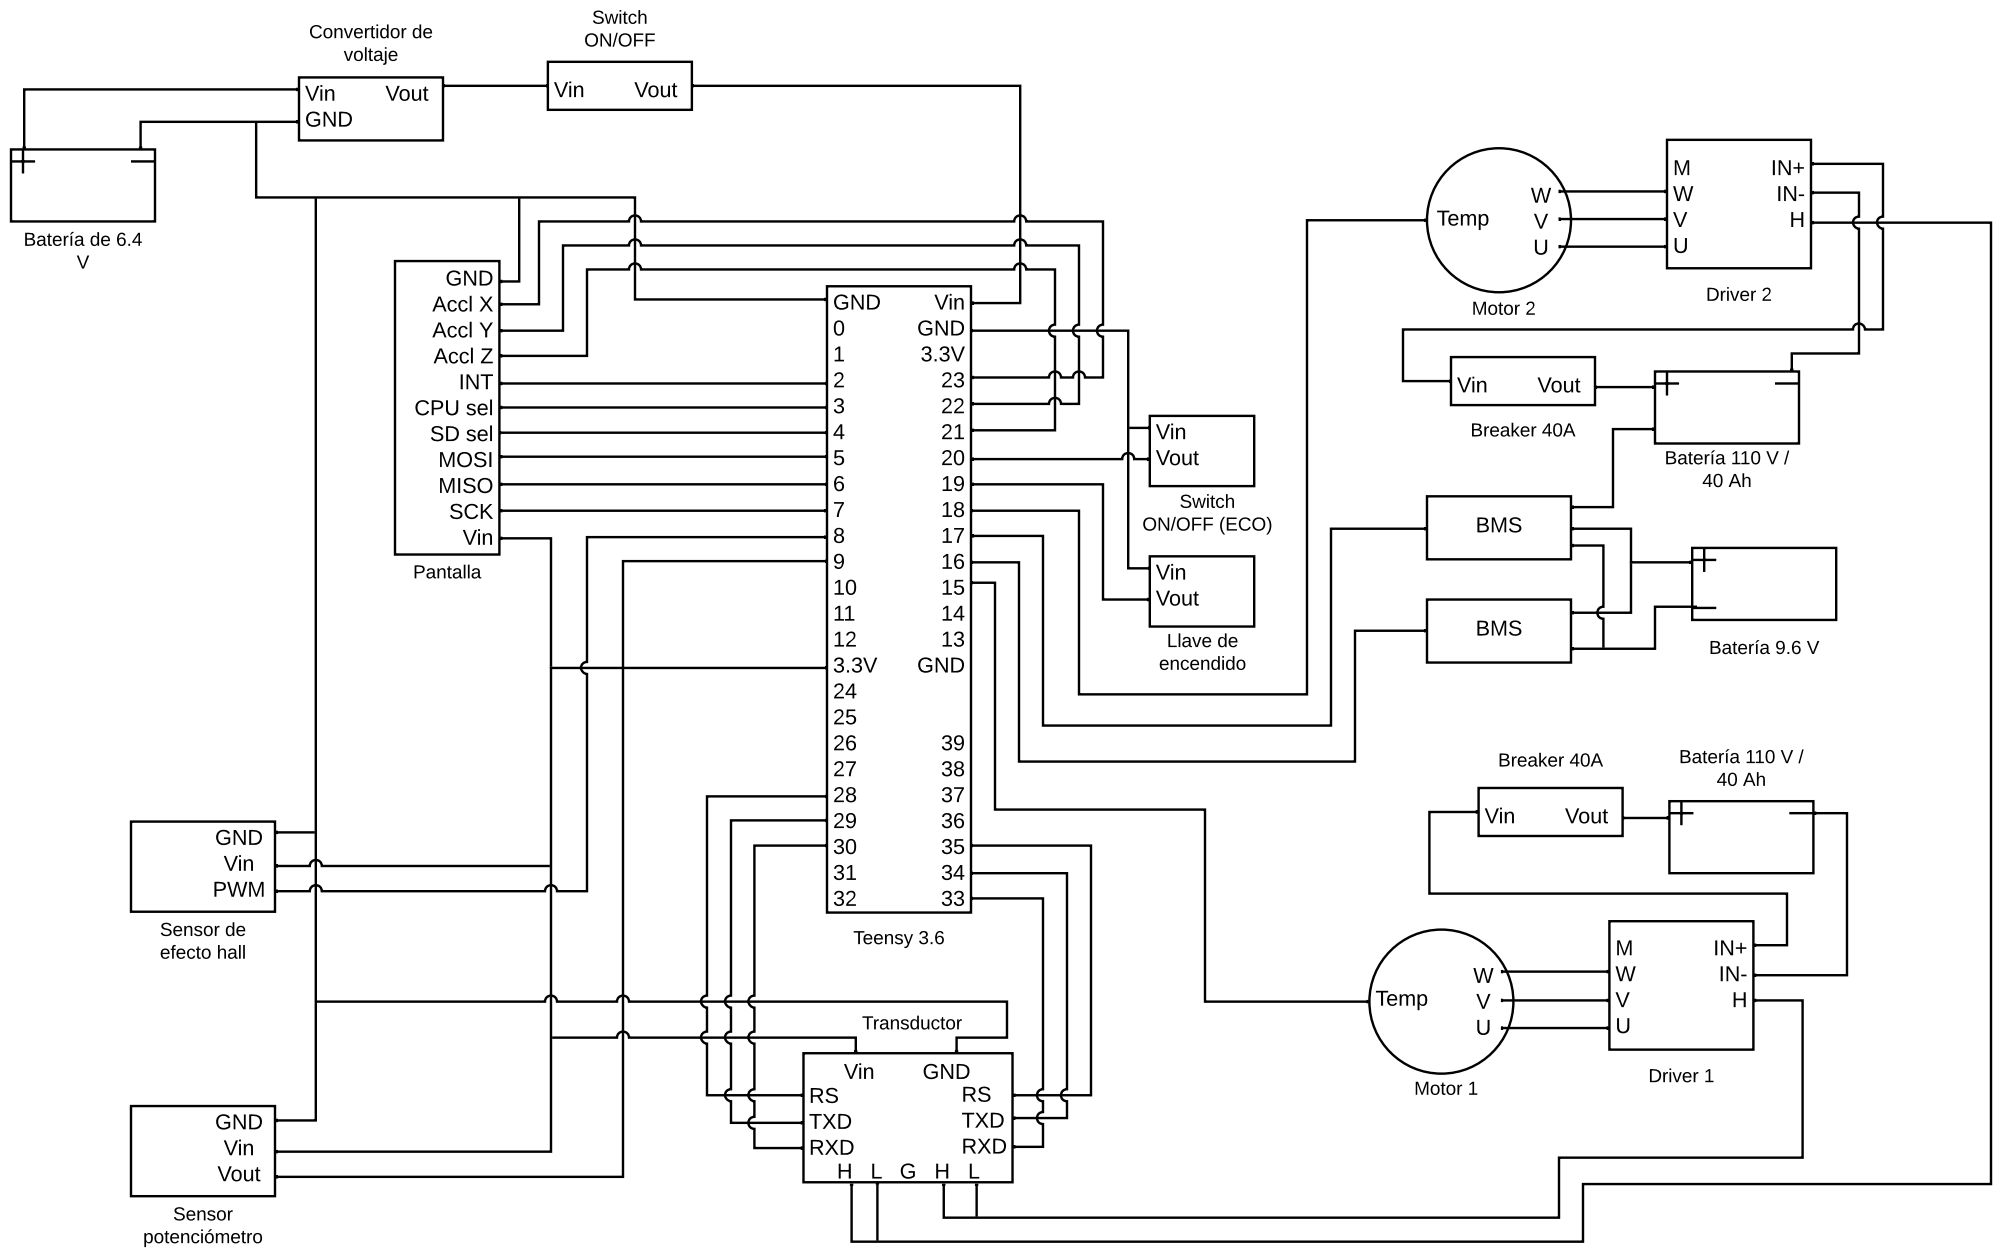 Convertidor de
voltaje
Vin Vout
GND
Switch
ON/OFF
Vin Vout
Batería de 6.4
V
GND
Accl X
Accl Y
Accl Z
INT
CPU sel
SD sel
MOSI
MISO
SCK
Vin
Pantalla
GND Vin
0 GND
1 3.3V
2 23
3 22
4 21
5 20
6 19
7 18
8 17
9 16
10 15
11 14
12 13
3.3V GND
24
25
26 39
27 38
28 37
29 36
30 35
31 34
32 33
Teensy 3.6
Vin
Vout
Switch
ON/OFF (ECO)
Vin
Vout
Llave de
encendido
Temp
W
V
U
Motor 2
M IN+
W IN-
V H
U
Driver 2
Vin Vout
Breaker 40A
Batería 110 V /
40 Ah
BMS
BMS
Batería 9.6 V
Breaker 40A
Vin Vout
Batería 110 V /
40 Ah
Temp
W
V
U
Motor 1
M IN+
W IN-
V H
U
Driver 1
GND
Vin
PWM
Sensor de
efecto hall
GND
Vin
Vout
Sensor
potenciómetro
Transductor
Vin GND
RS RS
TXD TXD
RXD RXD
H L G H L